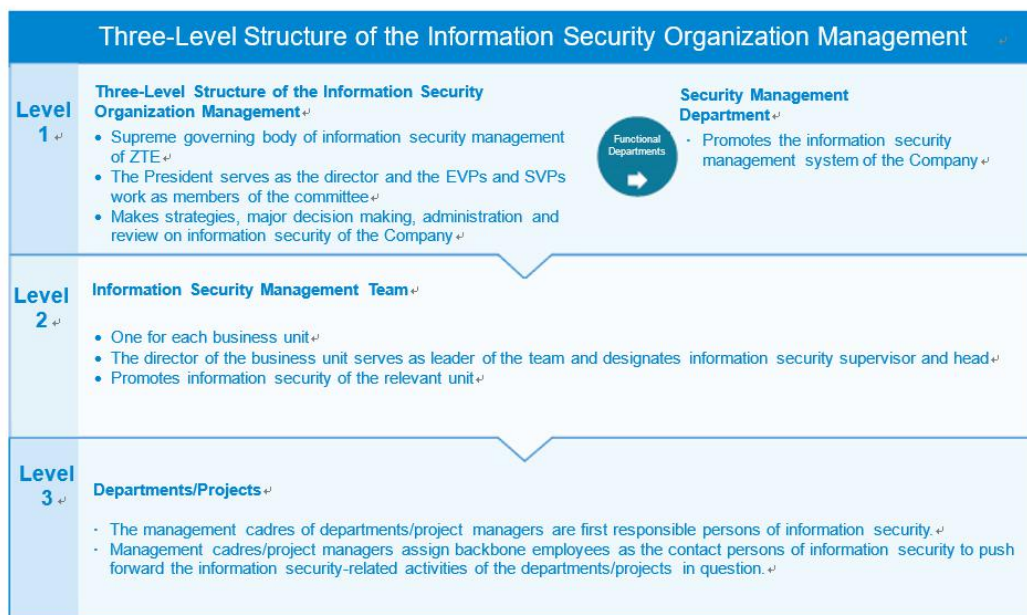 Three-Level Structure of the Information Security Organization Management
Level
1
Three-Level Structure of the Information Security
Organization Management
• Supreme governing body of information security management
of ZTE
• The President serves as the director and the EVPs and SVPs
work as members of the committee
• Makes strategies, major decision making, administration and
review on information security of the Company
Functional
Departments
Security Management
Department
· Promotes the information security
management system of the Company
Level
2
Information Security Management Team
• One for each business unit
• The director of the business unit serves as leader of the team and designates information security supervisor and head
• Promotes information security of the relevant unit
Level
3
Departments/Projects
· The management cadres of departments/project managers are first responsible persons of information security.
· Management cadres/project managers assign backbone employees as the contact persons of information security to push
forward the information security-related activities of the departments/projects in question.